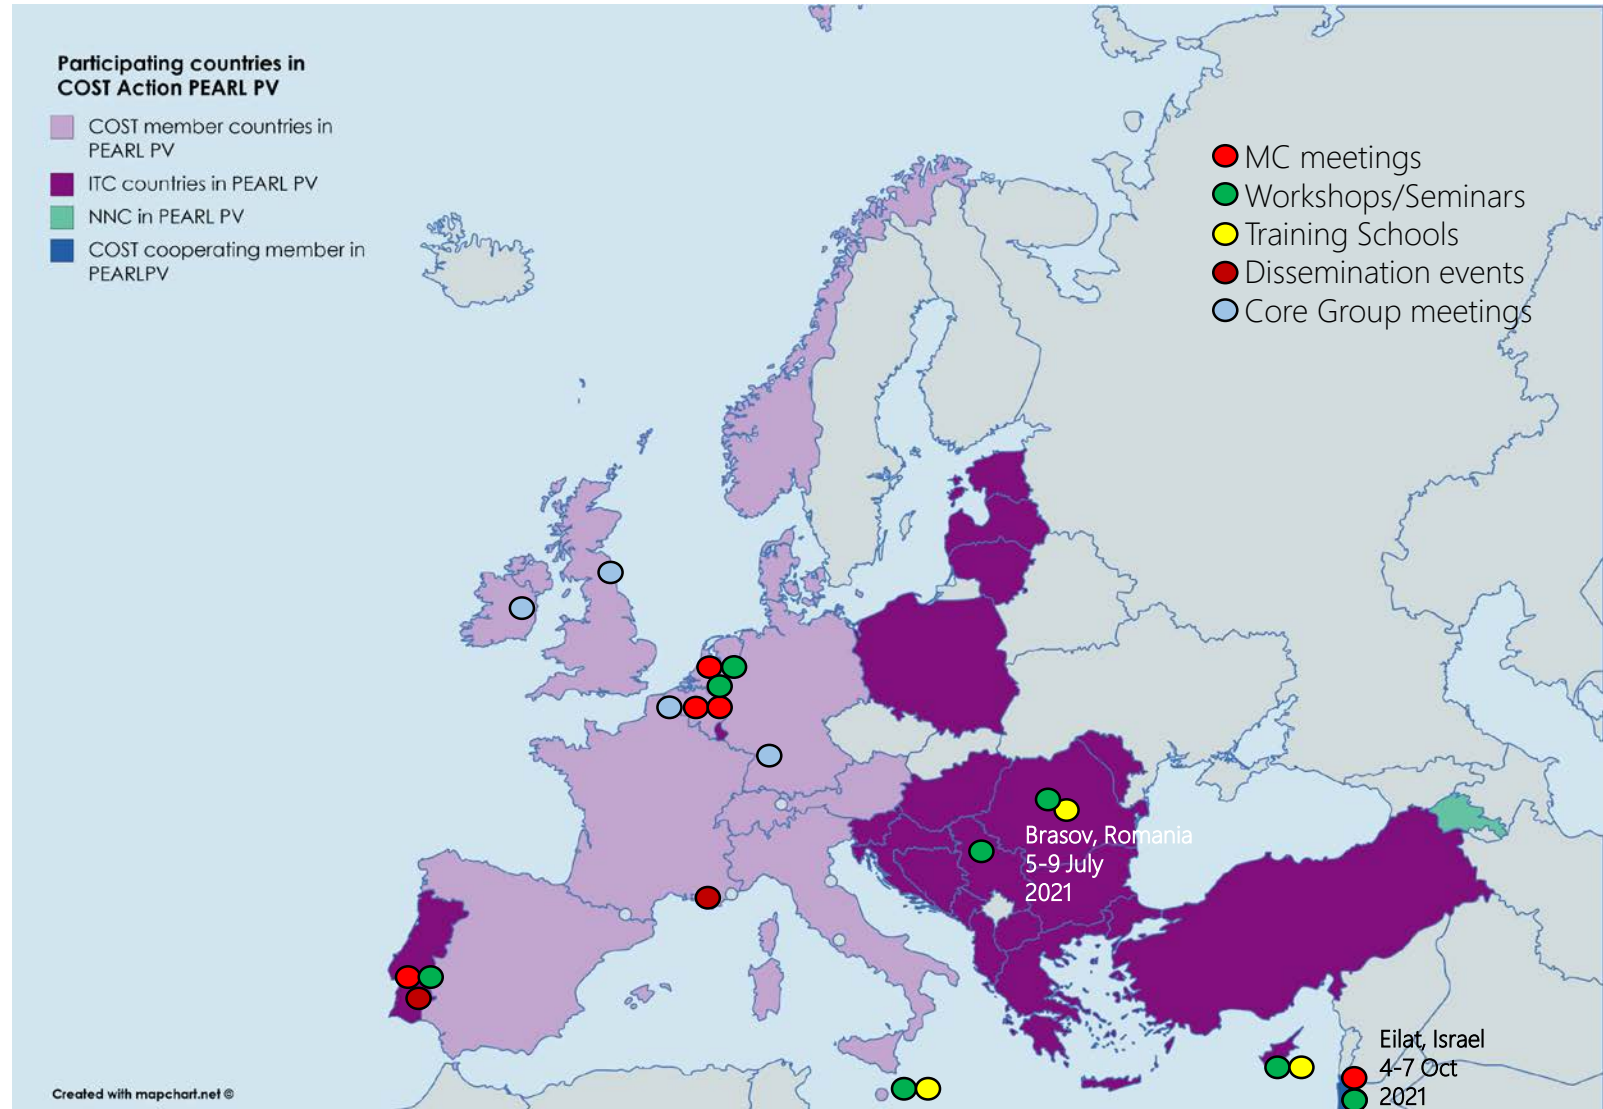 Participating countries in
COST Action PEARL PV
COST member countries in
PEARL PV
ITC countries in PEARL PV
NNC in PEARL PV
COST cooperating member in
PEARLPV
MC meetings
Workshops/Seminars
Training Schools
Dissemination events
Core Group meetings
Brasov, Romania
5-9 July
2021
Eilat, Israel
4-7 Oct
2021
Created with mapchart.net ©